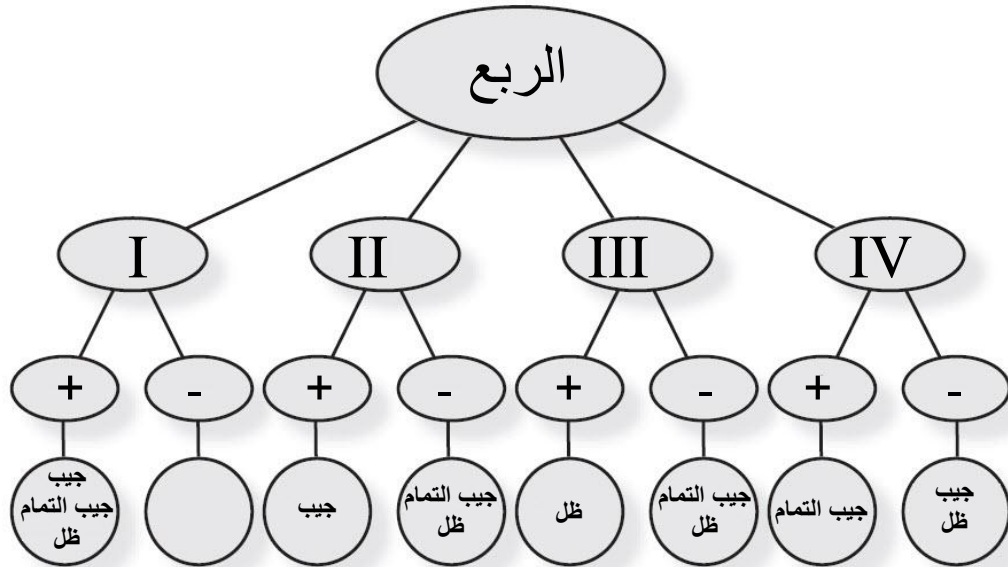 الربع
I
II
III
IV
+
-
+
-
+
-
+
-
جيب
جيب التمام
ظل
جيب
جيب التمام
ظل
ظل
جيب التمام
ظل
جيب التمام
جيب
ظل